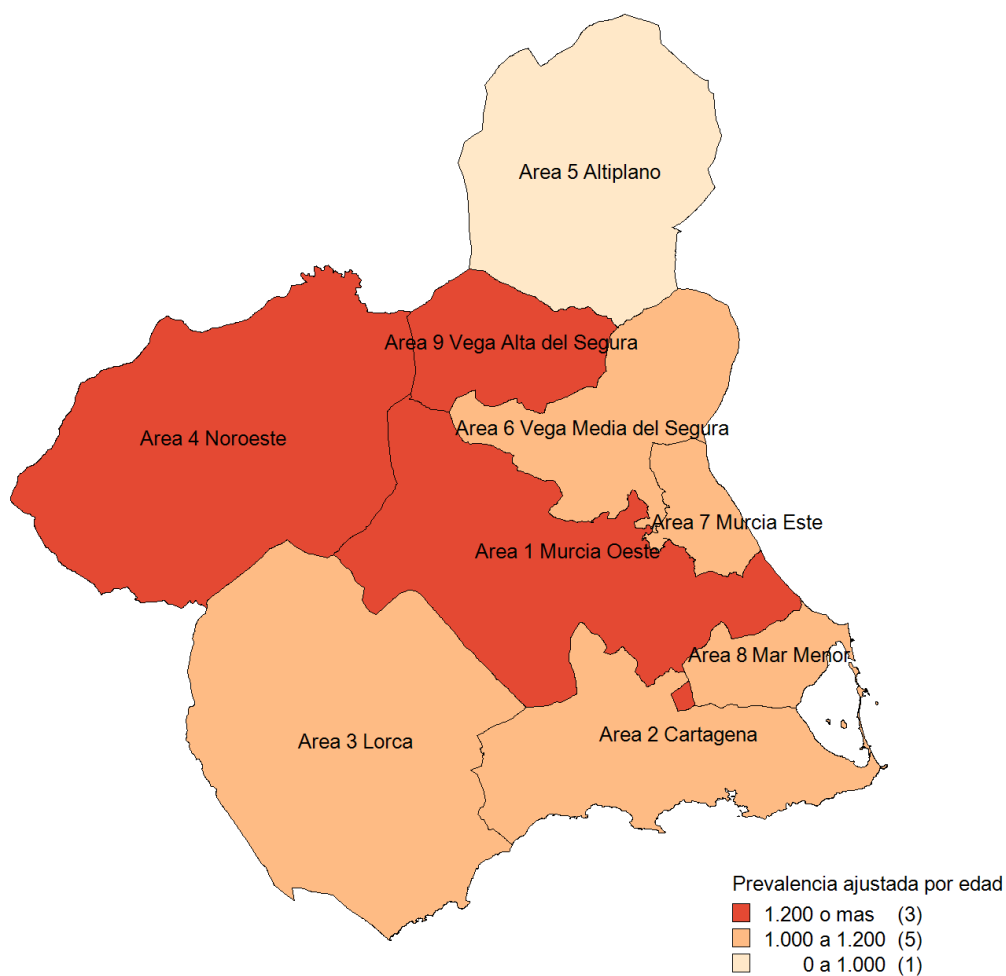 Area 5 Altiplano
Area 9 Vega Alta del Segura
Area 6 Vega Media del Segura
Area 4 Noroeste
Area 7 Murcia Este
Area 1 Murcia Oeste
Area 8 Mar Menor
Area 2 Cartagena
Area 3 Lorca
Prevalencia ajustada por edad
1.200 o mas (3)
1.000 a 1.200 (5)
0 a 1.000 (1)